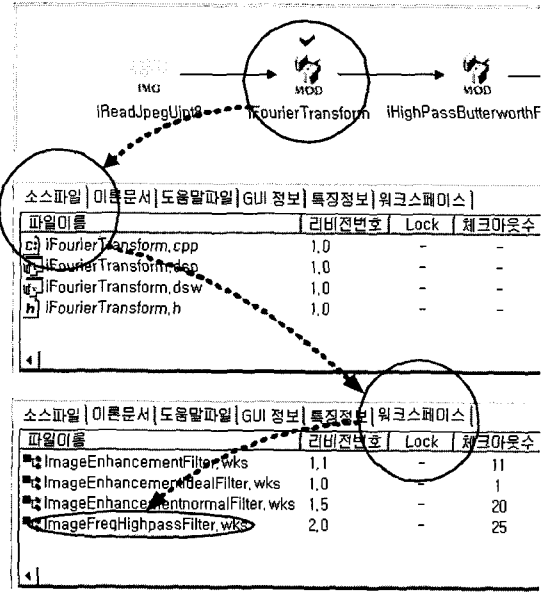 IMG MOD MOD
iReadJpegUint8 iFourierTransform iHighPassButterworthF
소스파일 이론문서 도움말파일 GUI 정보 특징정보 워크스페이스
파일이름 리비전번호 Lock 체크아웃수
iFourierTransform,cpp 1,0 - -
iFourierTransform,dsp 1,0 - -
iFourierTransform,dsw 1,0 - -
iFourierTransform,h 1,0 - -
소스파일 이론문서 도움말파일 GUI 정보 특징정보 워크스페이스
파일이름 리비전번호 Lock 체크아웃수
ImageEnhancementFilter,wks 1,1 - 11
ImageEnhancementIdealFilter,wks 1,0 - 1
ImageEnhancementnormalFilter,wks 1,5 - 20
ImageFreqHighpassFilter,wks 2,0 - 25